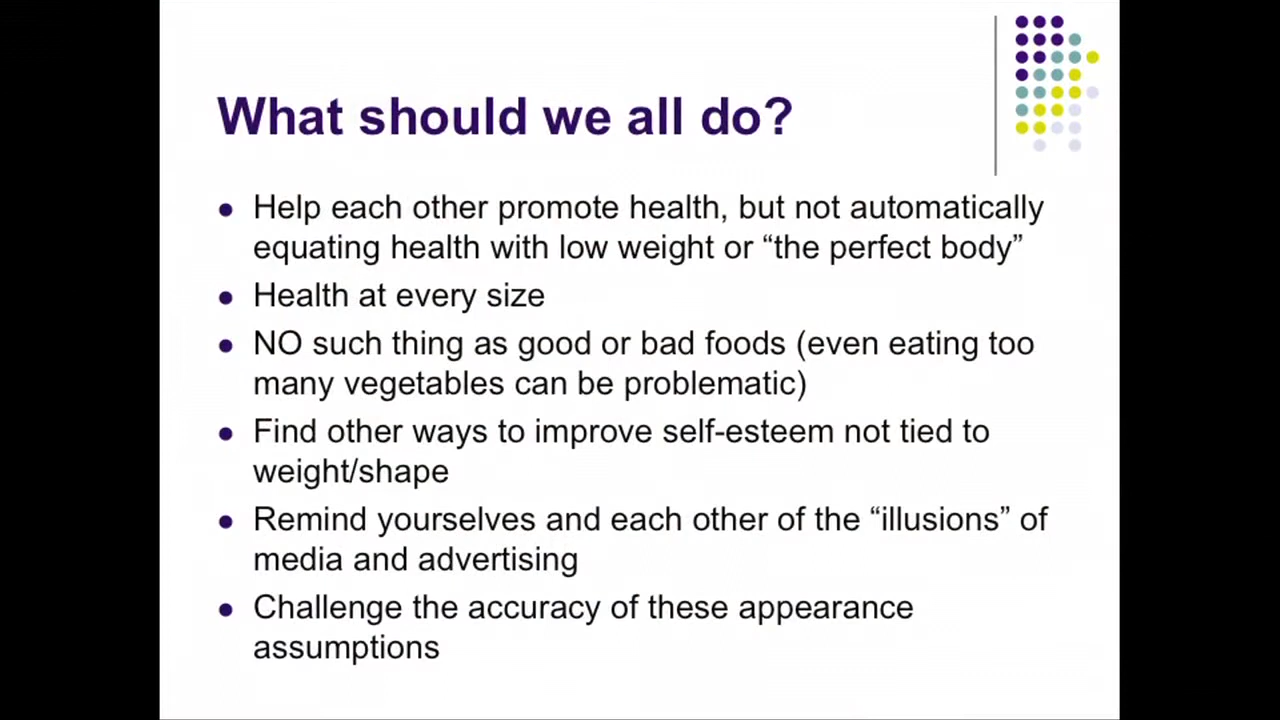 What should we all do?
Help each other promote health, but not automatically
equating health with low weight or “the perfect body”
Health at every size
NO such thing as good or bad foods (even eating too
many vegetables can be problematic)
Find other ways to improve self-esteem not tied to
weight/shape
Remind yourselves and each other of the “illusions” of
media and advertising
Challenge the accuracy of these appearance
assumptions